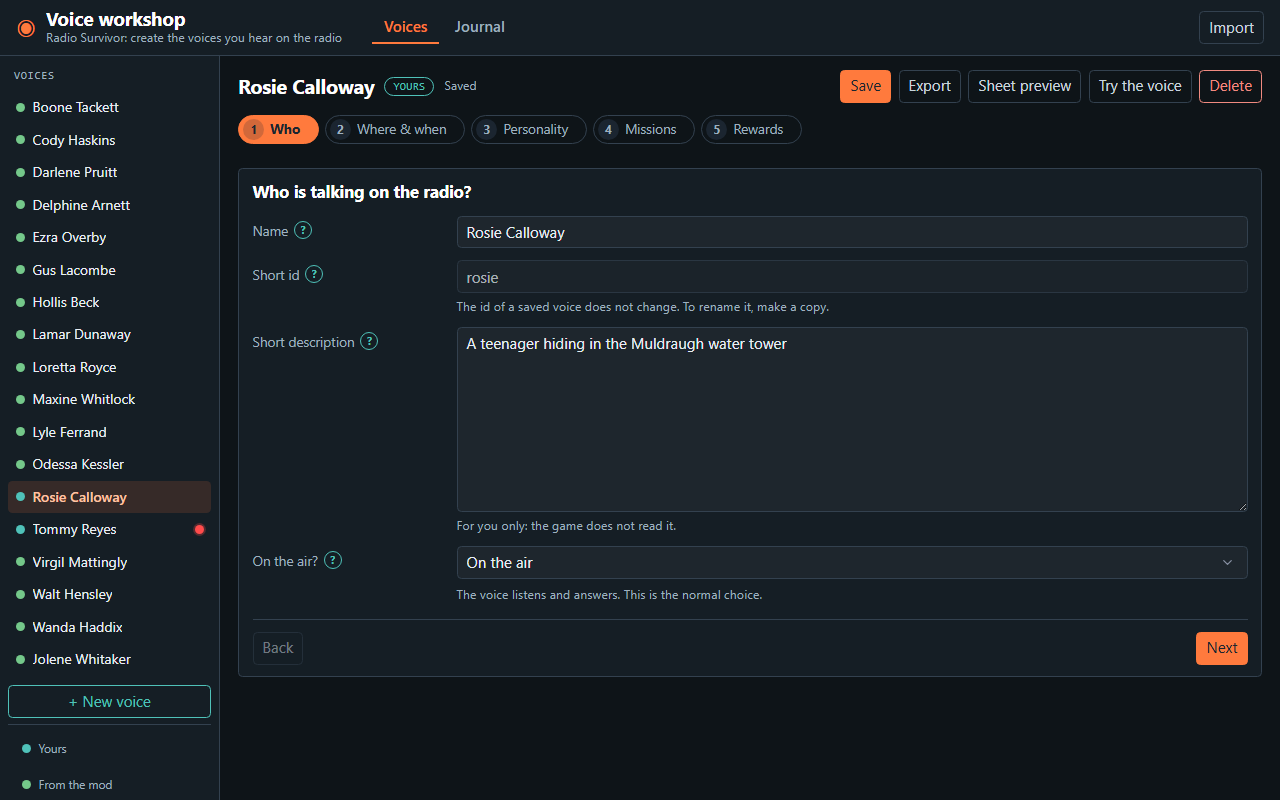 Voice workshop
Radio Survivor: create the voices you hear on the radio
Voices
Journal
Import
VOICES
Boone Tackett
Cody Haskins
Darlene Pruitt
Delphine Arnett
Ezra Overby
Gus Lacombe
Hollis Beck
Lamar Dunaway
Loretta Royce
Maxine Whitlock
Lyle Ferrand
Odessa Kessler
Rosie Calloway
Tommy Reyes
Virgil Mattingly
Walt Hensley
Wanda Haddix
Jolene Whitaker
+ New voice
Yours
From the mod
Rosie Calloway
YOURS
Saved
Save
Export
Sheet preview
Try the voice
Delete
1 Who
2 Where & when
3 Personality
4 Missions
5 Rewards
Who is talking on the radio?
Name ?
Rosie Calloway
Short id ?
rosie
The id of a saved voice does not change. To rename it, make a copy.
Short description ?
A teenager hiding in the Muldraugh water tower
For you only: the game does not read it.
On the air? ?
On the air
The voice listens and answers. This is the normal choice.
Back
Next